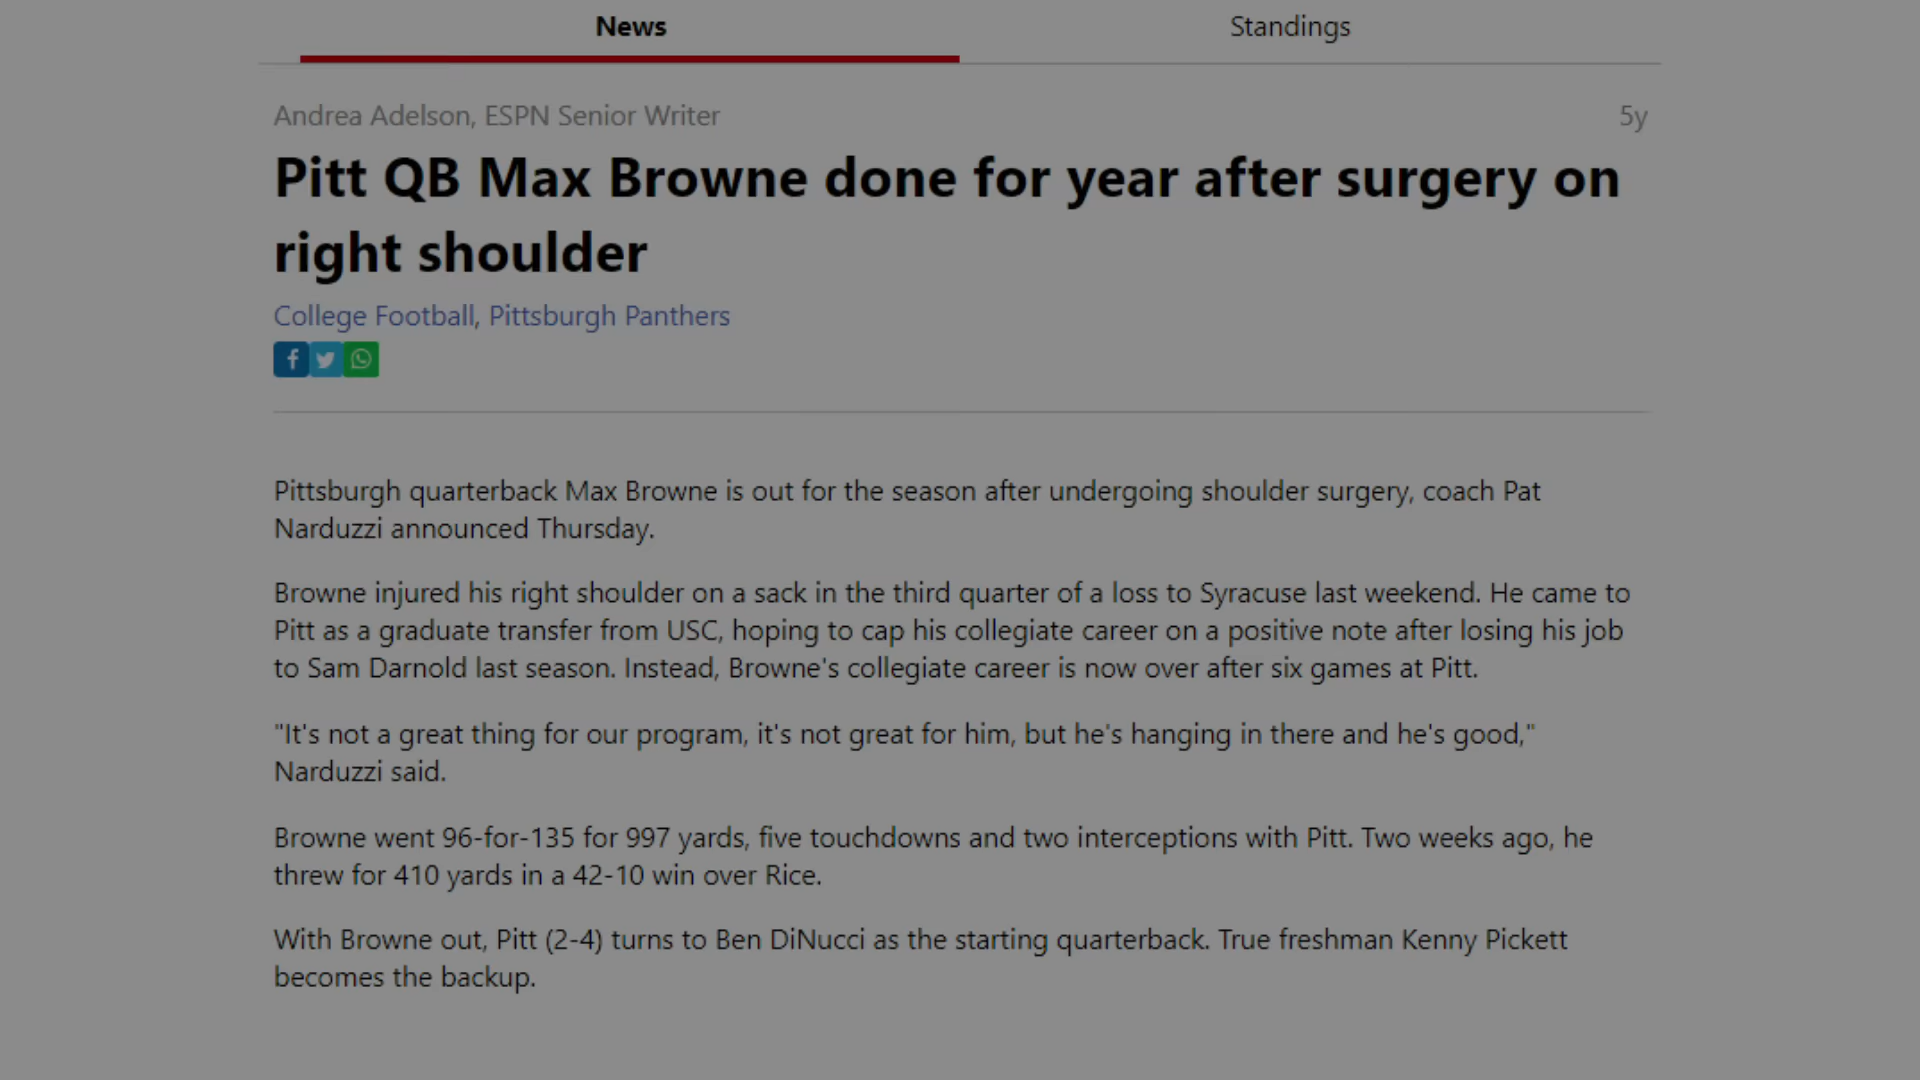 News
Standings
Andrea Adelson, ESPN Senior Writer
5y
Pitt QB Max Browne done for year after surgery on
right shoulder
College Football, Pittsburgh Panthers
Pittsburgh quarterback Max Browne is out for the season after undergoing shoulder surgery, coach Pat
Narduzzi announced Thursday.
Browne injured his right shoulder on a sack in the third quarter of a loss to Syracuse last weekend. He came to
Pitt as a graduate transfer from USC, hoping to cap his collegiate career on a positive note after losing his job
to Sam Darnold last season. Instead, Browne's collegiate career is now over after six games at Pitt.
"It's not a great thing for our program, it's not great for him, but he's hanging in there and he's good,"
Narduzzi said.
Browne went 96-for-135 for 997 yards, five touchdowns and two interceptions with Pitt. Two weeks ago, he
threw for 410 yards in a 42-10 win over Rice.
With Browne out, Pitt (2-4) turns to Ben DiNucci as the starting quarterback. True freshman Kenny Pickett
becomes the backup.